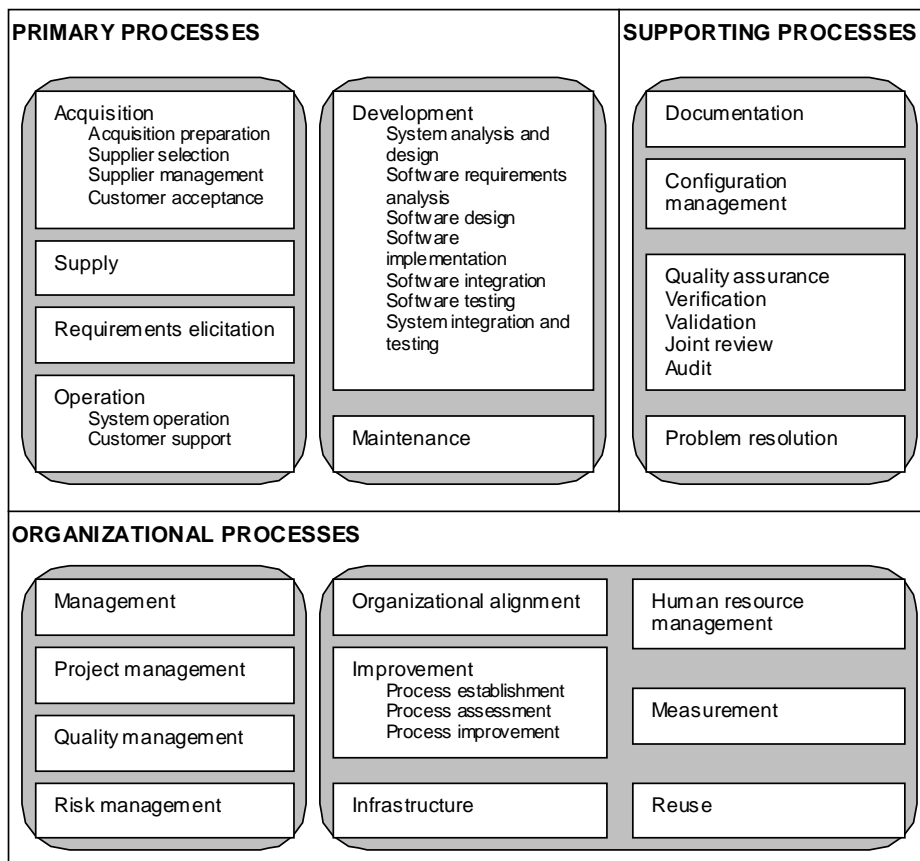 PRIMARY PROCESSES
Acquisition
Acquisition preparation
Supplier selection
Supplier management
Customer acceptance
Supply
Requirements elicitation
Operation
System operation
Customer support
Development
System analysis and
design
Software requirements
analysis
Software design
Software
implementation
Software integration
Software testing
System integration and
testing
Maintenance
SUPPORTING PROCESSES
Documentation
Configuration
management
Quality assurance
Verification
Validation
Joint review
Audit
Problem resolution
ORGANIZATIONAL PROCESSES
Management
Project management
Quality management
Risk management
Organizational alignment
Improvement
Process establishment
Process assessment
Process improvement
Infrastructure
Human resource
management
Measurement
Reuse